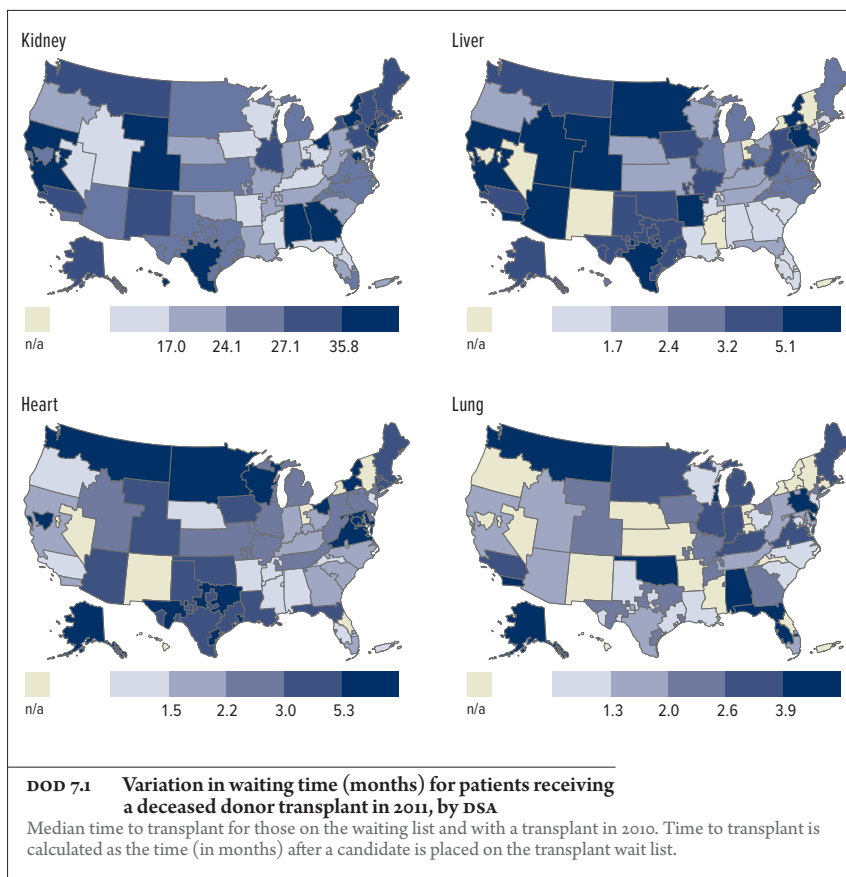 Kidney
Liver
n/a
17.0 24.1 27.1 35.8
n/a
1.7 2.4 3.2 5.1
Heart
Lung
n/a
1.5 2.2 3.0 5.3
n/a
1.3 2.0 2.6 3.9
DOD 7.1 Variation in waiting time (months) for patients receiving
a deceased donor transplant in 2011, by DSA
Median time to transplant for those on the waiting list and with a transplant in 2010. Time to transplant is
calculated as the time (in months) after a candidate is placed on the transplant wait list.